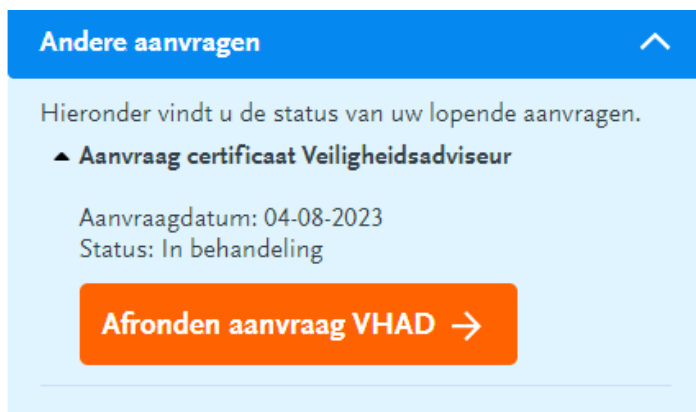 Andere aanvragen
Hieronder vindt u de status van uw lopende aanvragen.
Aanvraag certificaat Veiligheidsadviseur
Aanvraagdatum: 04-08-2023
Status: In behandeling
Afronden aanvraag VHAD